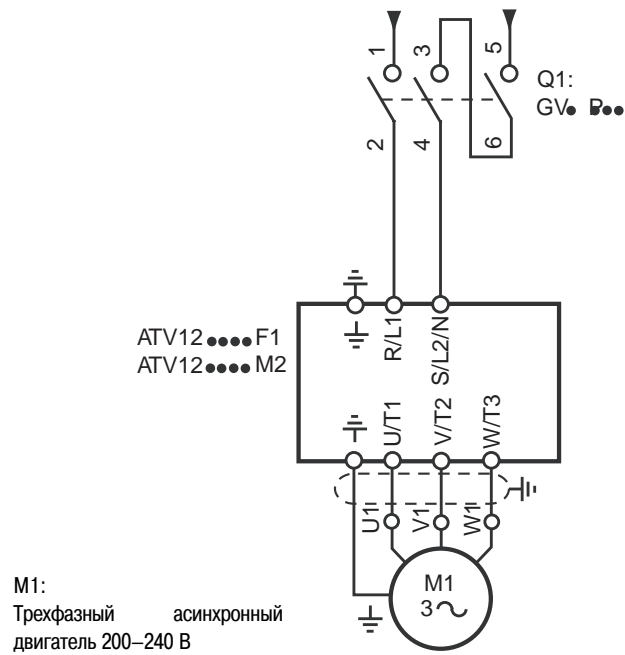 1 3 5
Q1:
GV● P●●
2 4 6
ATV12●●●●F1
ATV12●●●●M2
R/L1 S/L2/N
U/T1 V/T2 W/T3
U1 V1 W1
M1
3
M1:
Трехфазный асинхронный
двигатель 200–240 В